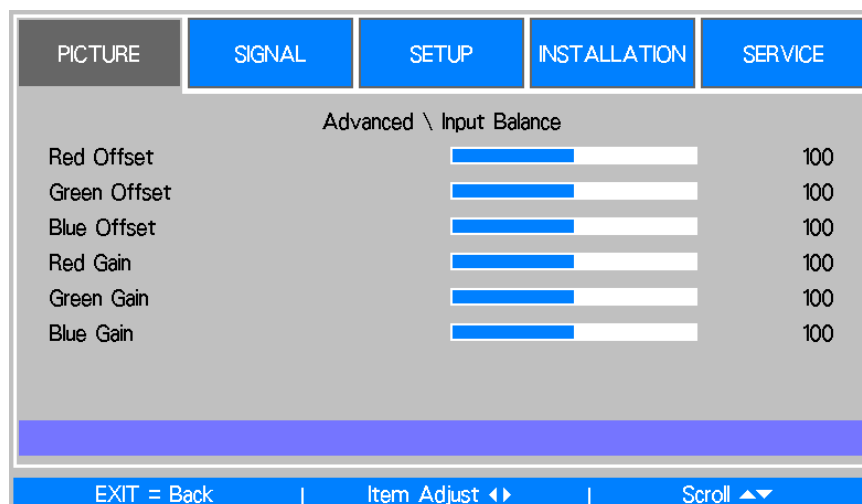 PICTURE SIGNAL SETUP INSTALLATION SERVICE
Advanced \ Input Balance
Red Offset 100
Green Offset 100
Blue Offset 100
Red Gain 100
Green Gain 100
Blue Gain 100
EXIT = Back | Item Adjust ◀▶ | Scroll ▲▼